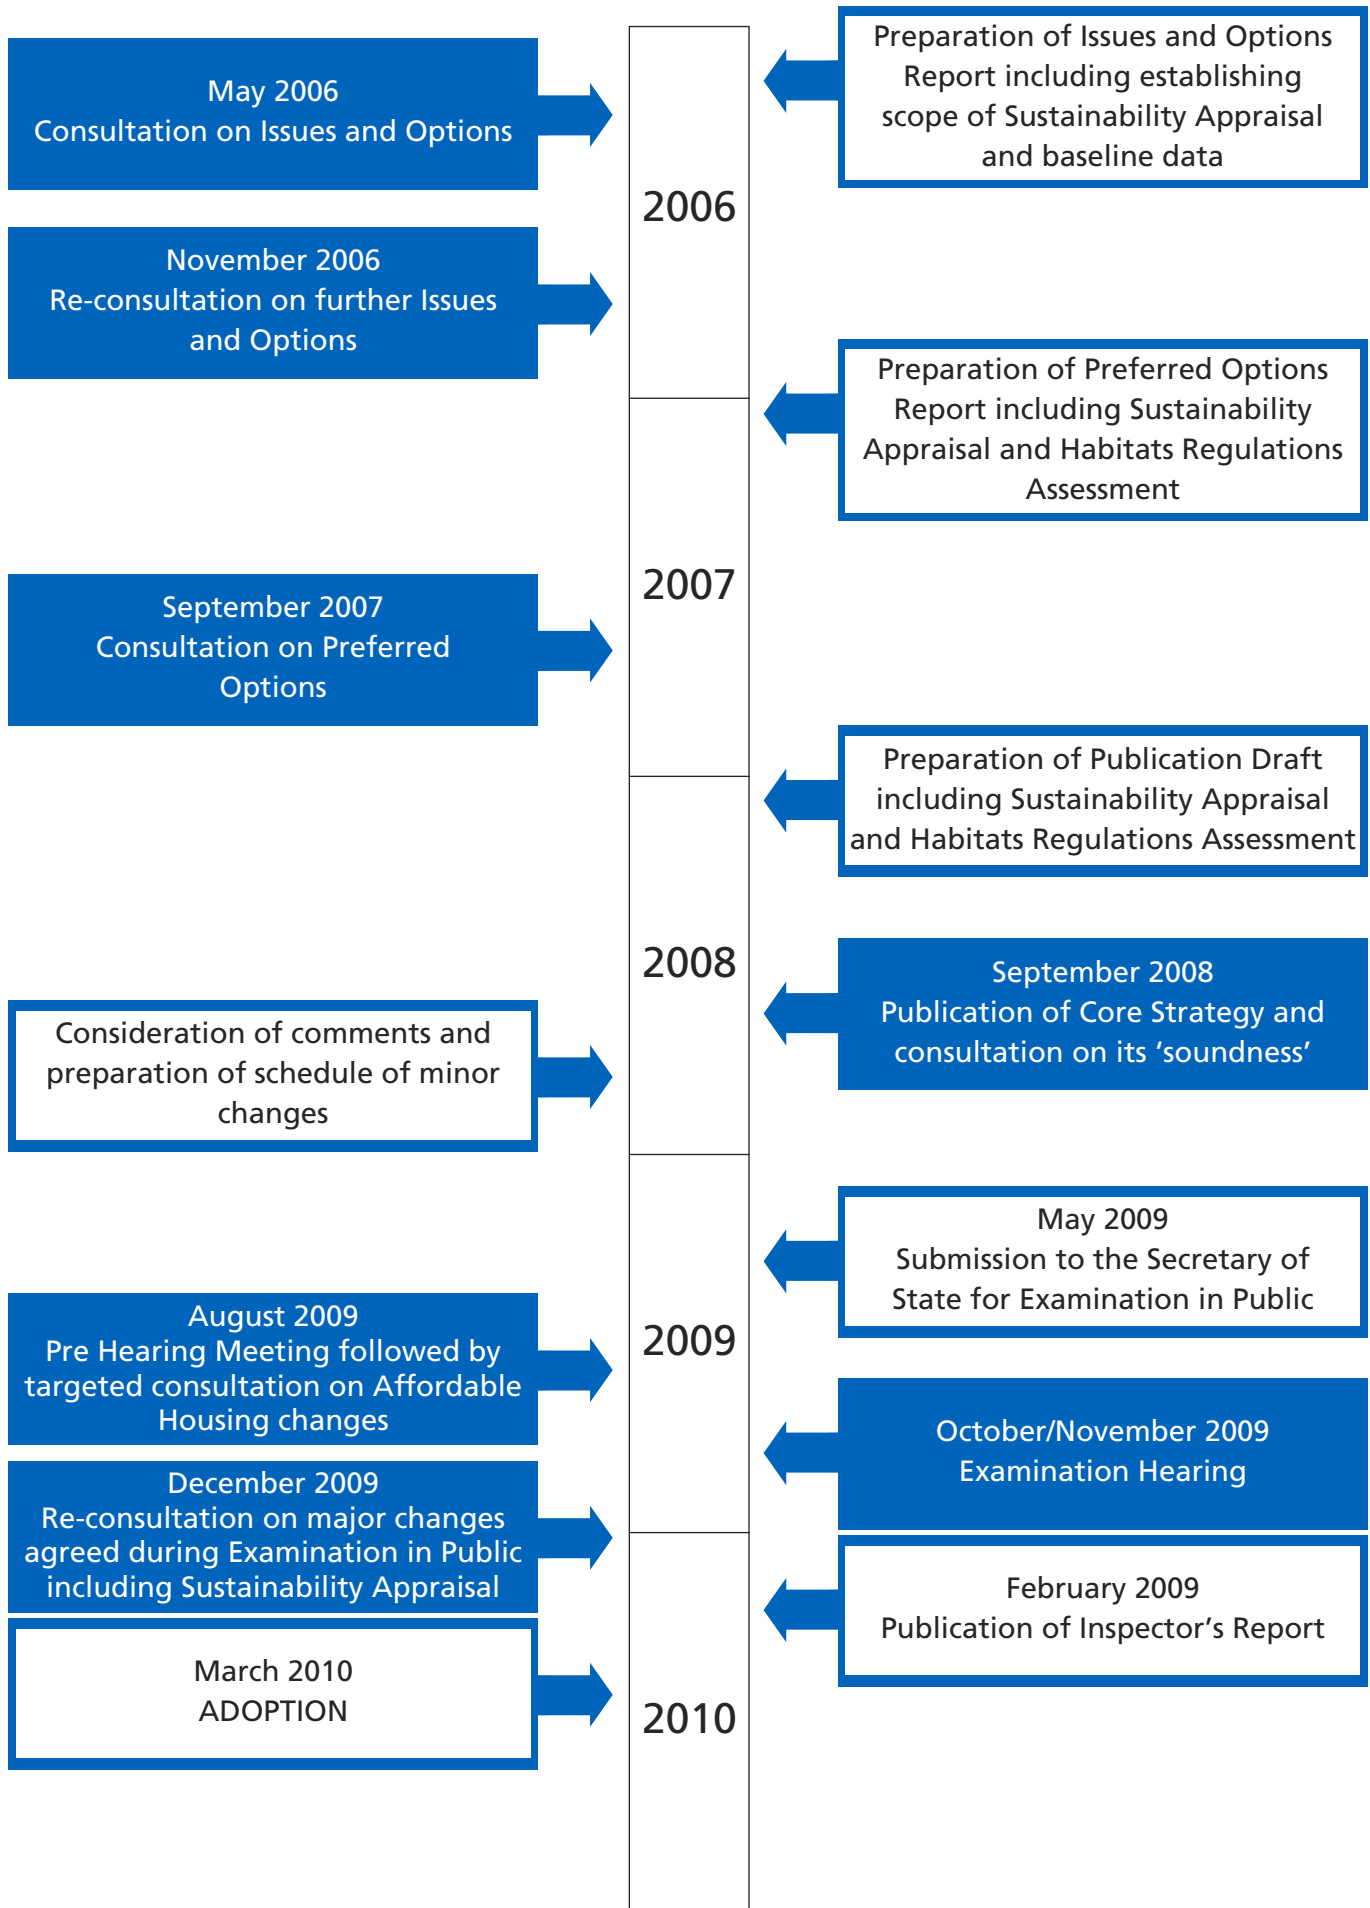 Preparation of Issues and Options
Report including establishing
scope of Sustainability Appraisal
and baseline data
May 2006
Consultation on Issues and Options
2006
November 2006
Re-consultation on further Issues
and Options
Preparation of Preferred Options
Report including Sustainability
Appraisal and Habitats Regulations
Assessment
2007
September 2007
Consultation on Preferred
Options
Preparation of Publication Draft
including Sustainability Appraisal
and Habitats Regulations Assessment
2008
September 2008
Publication of Core Strategy and
consultation on its ‘soundness’
Consideration of comments and
preparation of schedule of minor
changes
May 2009
Submission to the Secretary of
State for Examination in Public
2009
August 2009
Pre Hearing Meeting followed by
targeted consultation on Affordable
Housing changes
October/November 2009
Examination Hearing
December 2009
Re-consultation on major changes
agreed during Examination in Public
including Sustainability Appraisal
February 2009
Publication of Inspector’s Report
March 2010
ADOPTION
2010